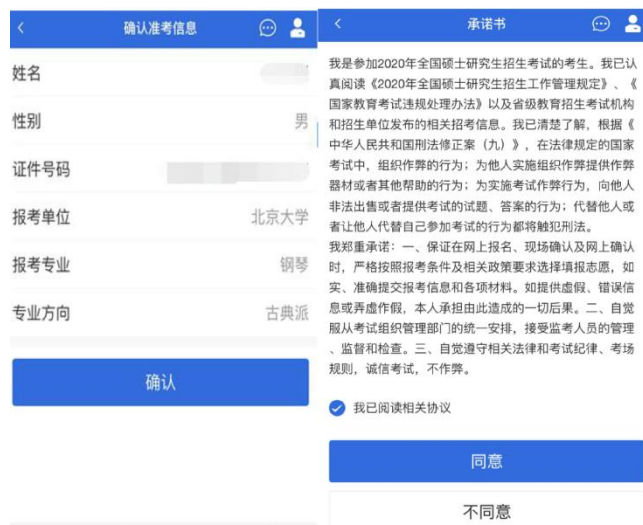 确认准考信息
姓名
性别
男
证件号码
报考单位
北京大学
报考专业
钢琴
专业方向
古典派
确认
承诺书
我是参加2020年全国硕士研究生招生考试的考生。我已认
真阅读《2020年全国硕士研究生招生工作管理规定》、《
国家教育考试违规处理办法》以及省级教育招生考试机构
和招生单位发布的相关招考信息。我已清楚了解，根据《
中华人民共和国刑法修正案（九）》，在法律规定的国家
考试中，组织作弊的行为；为他人实施组织作弊提供作弊
器材或者其他帮助的行为；为实施考试作弊行为，向他人
非法出售或者提供考试的试题、答案的行为；代替他人或
者让他人代替自己参加考试的行为都将触犯刑法。
我郑重承诺：一、保证在网上报名、现场确认及网上确认
时，严格按照报考条件及相关政策要求选择填报志愿，如
实、准确提交报考信息和各项材料。如提供虚假、错误信
息或弄虚作假，本人承担由此造成的一切后果。二、自觉
服从考试组织管理部门的统一安排，接受监考人员的管理
、监督和检查。三、自觉遵守相关法律和考试纪律、考场
规则，诚信考试，不作弊。
我已阅读相关协议
同意
不同意